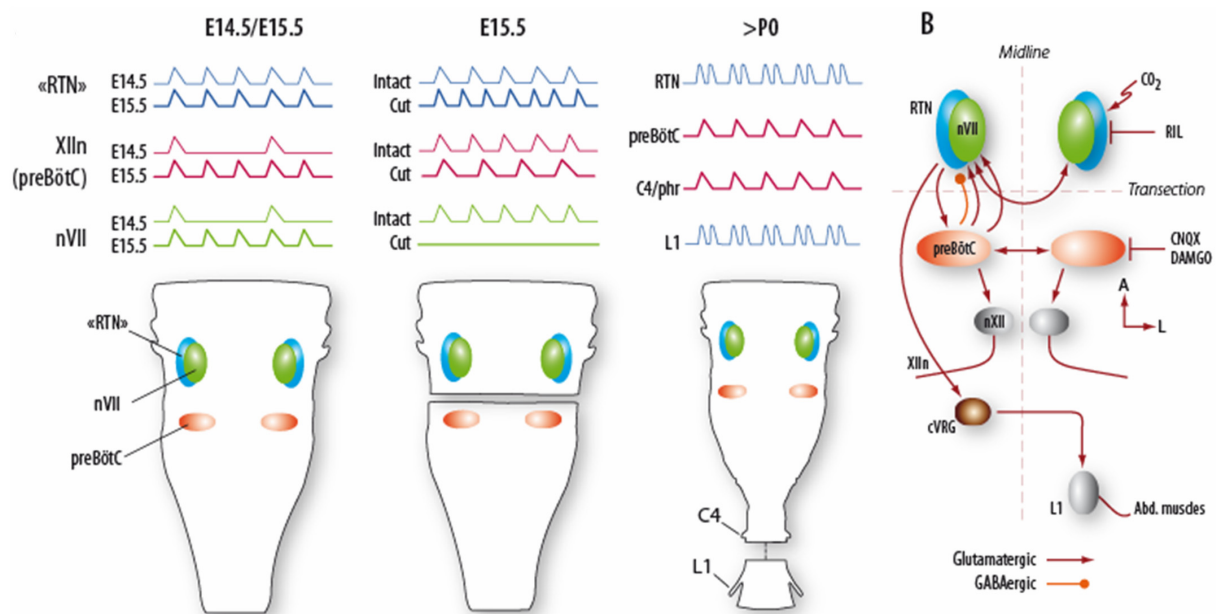 E14.5/E15.5
E15.5
>P0
B
«RTN»
E14.5
E15.5
XIIn
(preBötC)
E14.5
E15.5
nVII
E14.5
E15.5
Intact
Cut
Intact
Cut
Intact
Cut
RTN
preBötC
C4/phr
L1
«RTN»
nVII
preBötC
C4
L1
Midline
CO2
RTN
nVII
RIL
Transection
preBötC
CNQX
DAMGO
A
L
nXII
XIIn
cVRG
L1
Abd. muscles
Glutamatergic
GABAergic